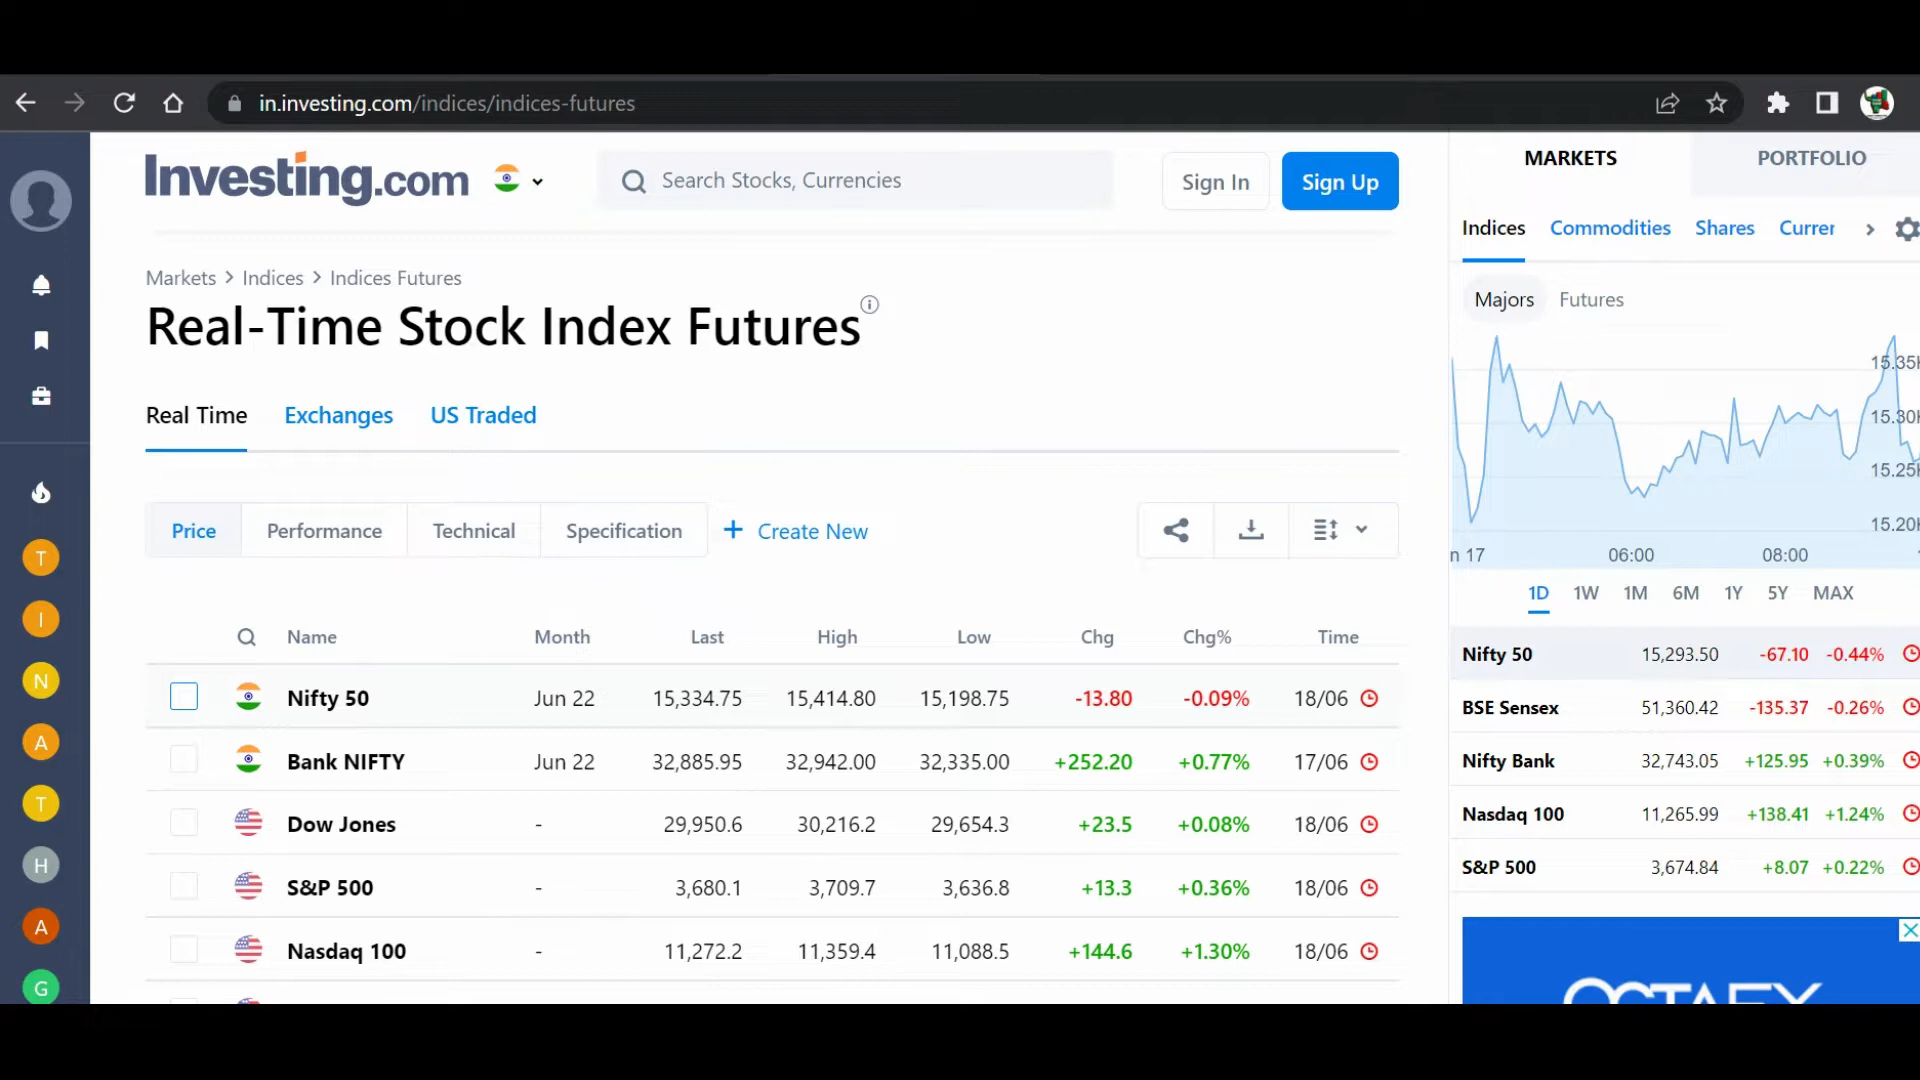 in.investing.com/indices/indices-futures
Investing.com
Search Stocks, Currencies
Sign In
Sign Up
MARKETS
PORTFOLIO
Indices
Commodities
Shares
Currer
Majors
Futures
Markets > Indices > Indices Futures
Real-Time Stock Index Futures
Real Time
Exchanges
US Traded
Price
Performance
Technical
Specification
+ Create New
Name Month Last High Low Chg Chg% Time
Nifty 50 Jun 22 15,334.75 15,414.80 15,198.75 -13.80 -0.09% 18/06
Bank NIFTY Jun 22 32,885.95 32,942.00 32,335.00 +252.20 +0.77% 17/06
Dow Jones - 29,950.6 30,216.2 29,654.3 +23.5 +0.08% 18/06
S&P 500 - 3,680.1 3,709.7 3,636.8 +13.3 +0.36% 18/06
Nasdaq 100 - 11,272.2 11,359.4 11,088.5 +144.6 +1.30% 18/06
T
I
N
A
T
H
A
G
15.35
15.30
15.25
15.20
n 17 06:00 08:00
1D 1W 1M 6M 1Y 5Y MAX
Nifty 50 15,293.50 -67.10 -0.44%
BSE Sensex 51,360.42 -135.37 -0.26%
Nifty Bank 32,743.05 +125.95 +0.39%
Nasdaq 100 11,265.99 +138.41 +1.24%
S&P 500 3,674.84 +8.07 +0.22%
OCTAFX